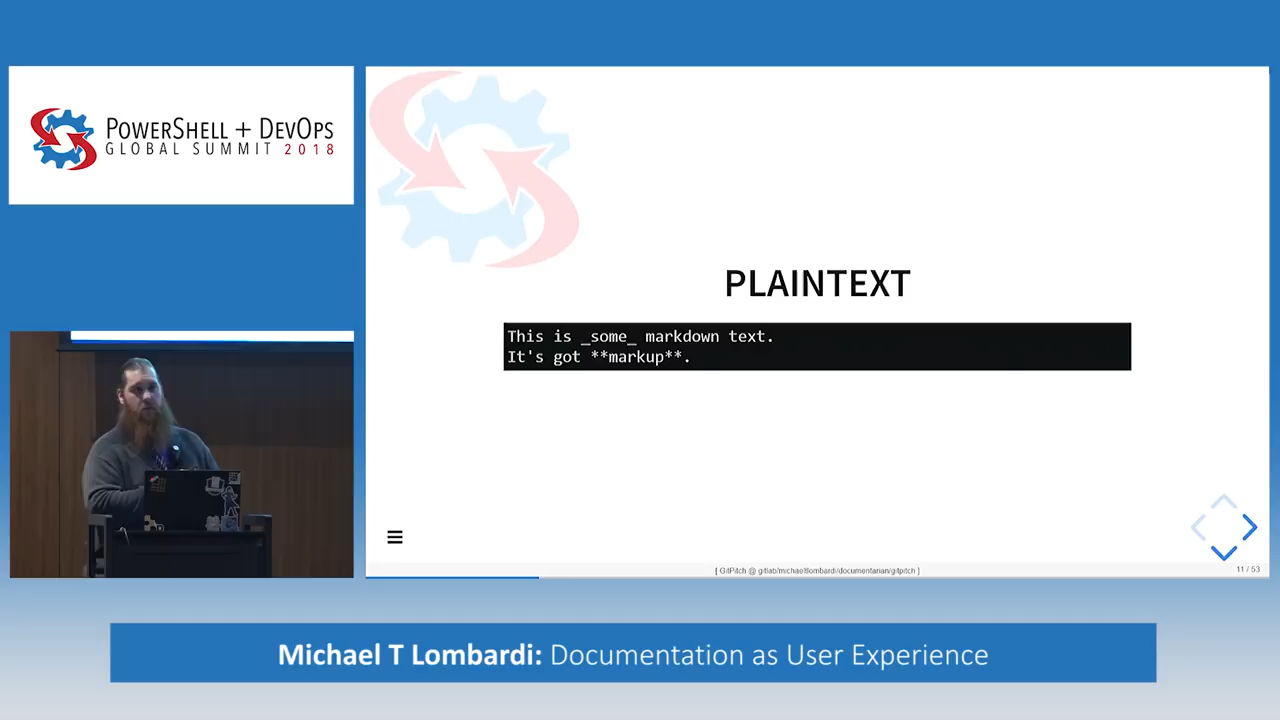 POWERSHELL + DEVOPS
GLOBAL SUMMIT 2018
PLAINTEXT
This is _some_ markdown text.
It's got **markup**.
[ GitPitch @ gitlab/michaeltlombardi/documentarian/gitpitch ]
11 / 53
Michael T Lombardi: Documentation as User Experience